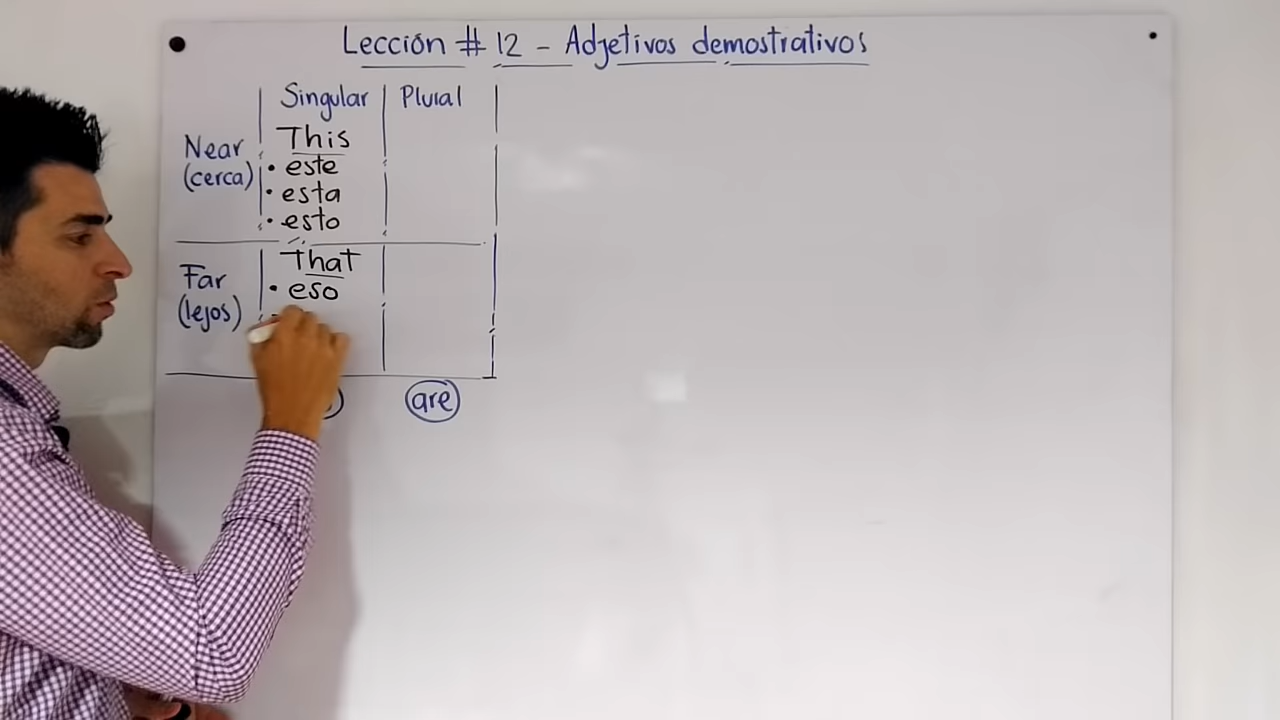 Lección # 12 - Adjetivos demostrativos
Singular Plural
Near
(cerca)
This
• este
• esta
• esto
Far
(lejos)
That
• eso
are